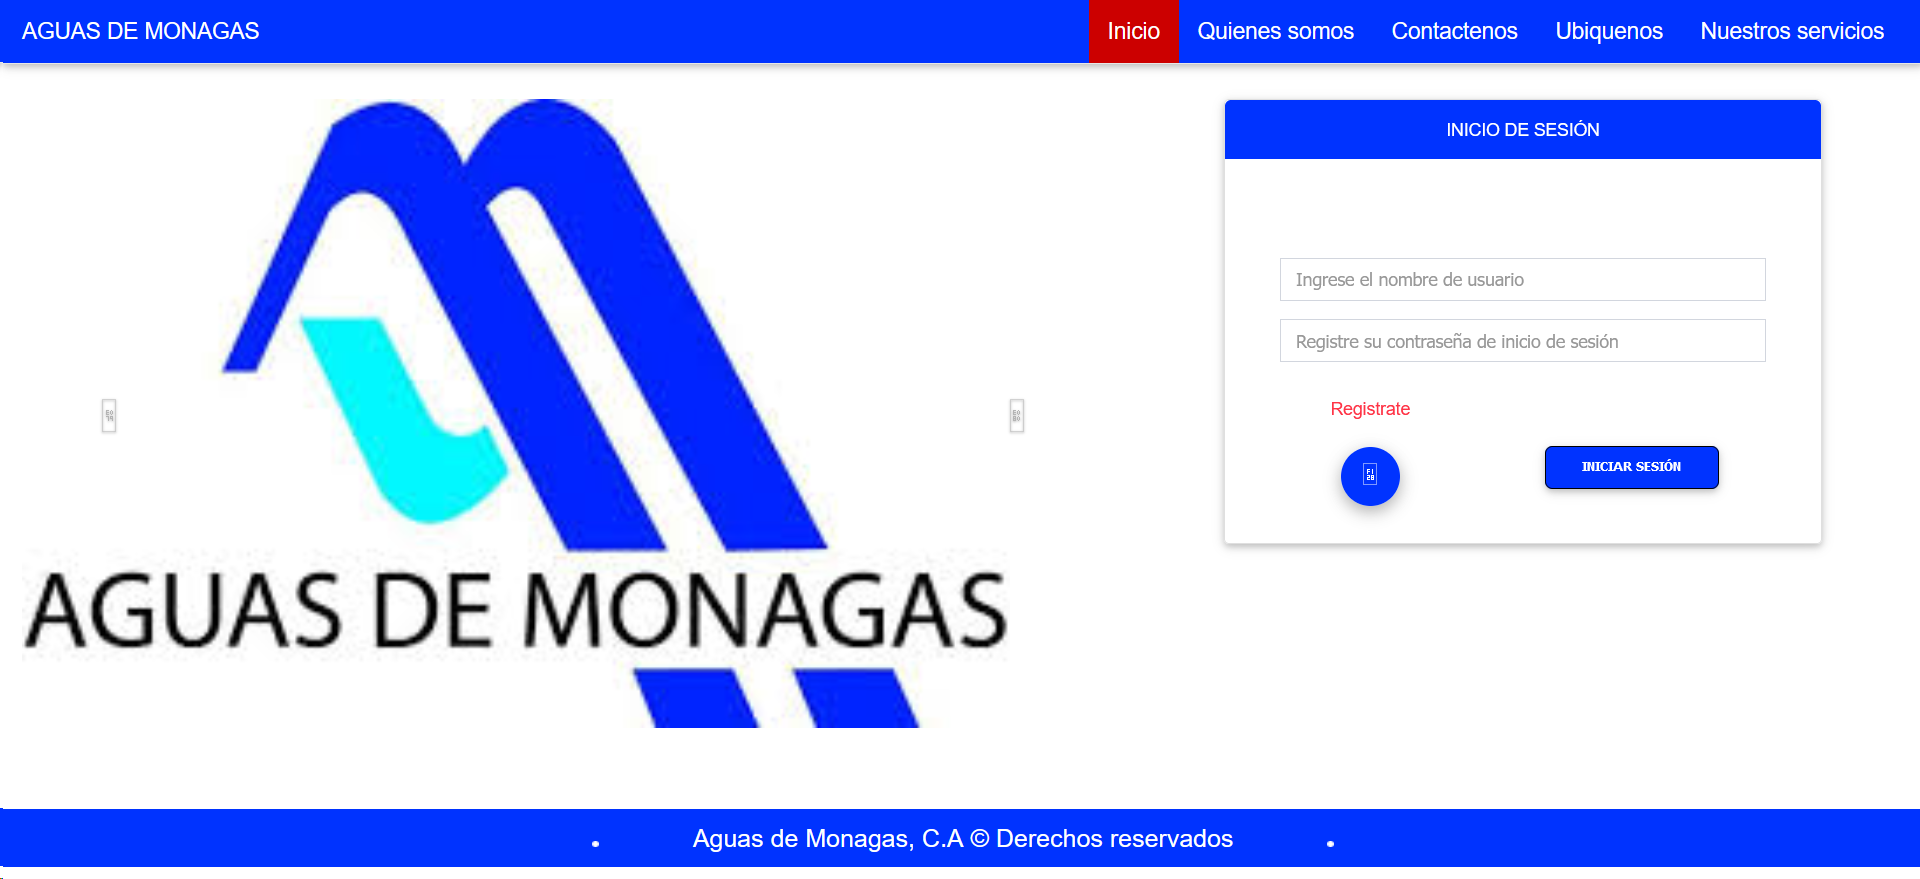 AGUAS DE MONAGAS
Inicio
Quienes somos
Contactenos
Ubiquenos
Nuestros servicios
INICIO DE SESIÓN
Ingrese el nombre de usuario
Registre su contraseña de inicio de sesión
Registrate
INICIAR SESIÓN
AGUAS DE MONAGAS
Aguas de Monagas, C.A © Derechos reservados